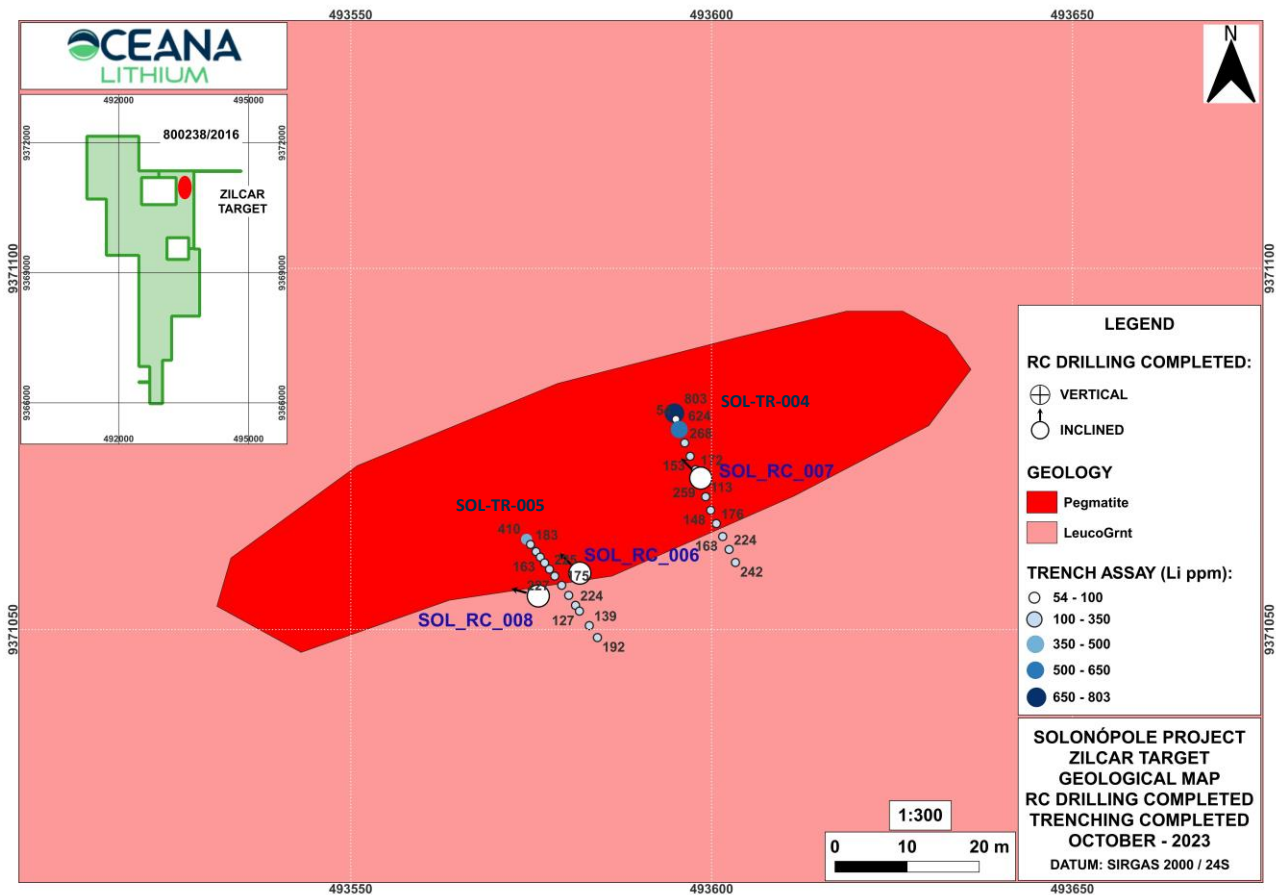 493550
493600
493650
OCEANA
LITHIUM
N
492000
495000
9372000
800238/2016
9372000
ZILCAR
TARGET
9369000
9369000
9366000
9366000
492000
495000
9371100
9371100
803
SOL-TR-004
624
268
172
153
SOL_RC_007
259
113
148
176
168
224
242
SOL-TR-005
410
183
163
SOL_RC_006
227
175
224
SOL_RC_008
127
139
192
9371050
9371050
LEGEND
RC DRILLING COMPLETED:
VERTICAL
INCLINED
GEOLOGY
Pegmatite
LeucoGrnt
TRENCH ASSAY (Li ppm):
54 - 100
100 - 350
350 - 500
500 - 650
650 - 803
SOLONÓPOLE PROJECT
ZILCAR TARGET
GEOLOGICAL MAP
RC DRILLING COMPLETED
TRENCHING COMPLETED
OCTOBER - 2023
DATUM: SIRGAS 2000 / 24S
1:300
0 10 20 m
493550
493600
493650